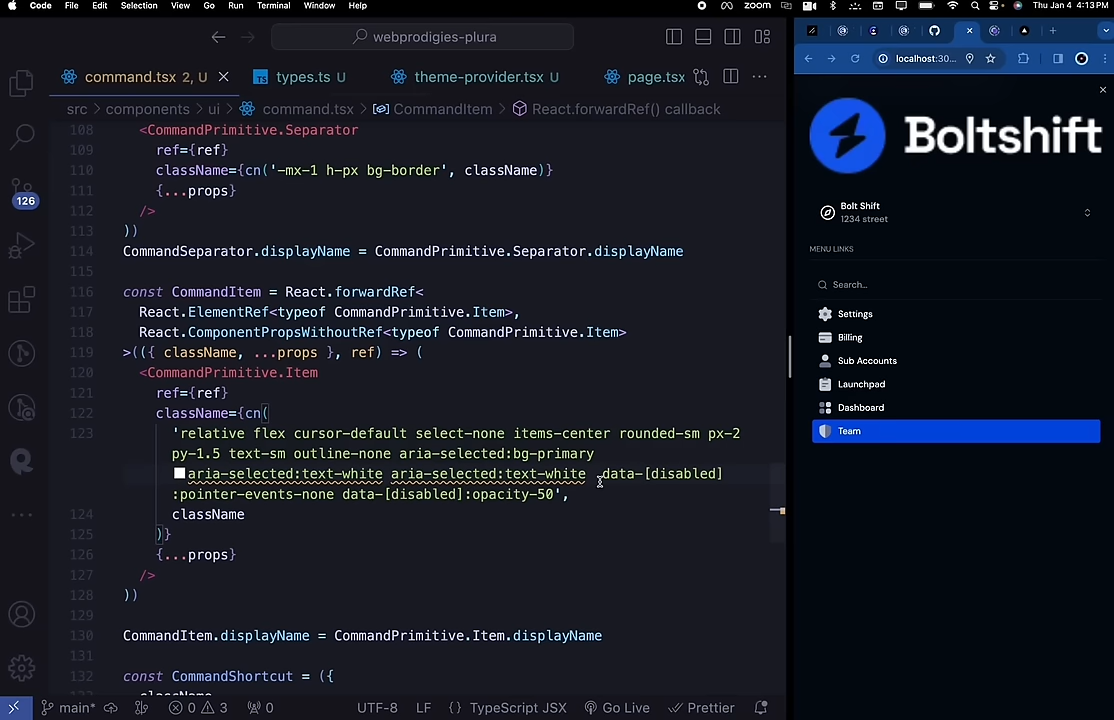 Code File Edit Selection View Go Run Terminal Window Help zoom Thu Jan 4 4:13 PM
webprodigies-plura
command.tsx 2, U
types.ts U
theme-provider.tsx U
page.tsx
src > components > ui > command.tsx > CommandItem > React.forwardRef() callback
108 <CommandPrimitive.Separator
109 ref={ref}
110 className={cn('-mx-1 h-px bg-border', className)}
111 {...props}
112 />
113 ))
114 CommandSeparator.displayName = CommandPrimitive.Separator.displayName
115
116 const CommandItem = React.forwardRef<
117 React.ElementRef<typeof CommandPrimitive.Item>,
118 React.ComponentPropsWithoutRef<typeof CommandPrimitive.Item>
119 >(({ className, ...props }, ref) => (
120 <CommandPrimitive.Item
121 ref={ref}
122 className={cn(
123 'relative flex cursor-default select-none items-center rounded-sm px-2
py-1.5 text-sm outline-none aria-selected:bg-primary
aria-selected:text-white aria-selected:text-white data-[disabled]
:pointer-events-none data-[disabled]:opacity-50',
124 className
125 )}
126 {...props}
127 />
128 ))
129
130 CommandItem.displayName = CommandPrimitive.Item.displayName
131
132 const CommandShortcut = ({
className
126
main* 0 3 0 UTF-8 LF {} TypeScript JSX Go Live Prettier
localhost:30...
Boltshift
Bolt Shift
1234 street
MENU LINKS
Search...
Settings
Billing
Sub Accounts
Launchpad
Dashboard
Team